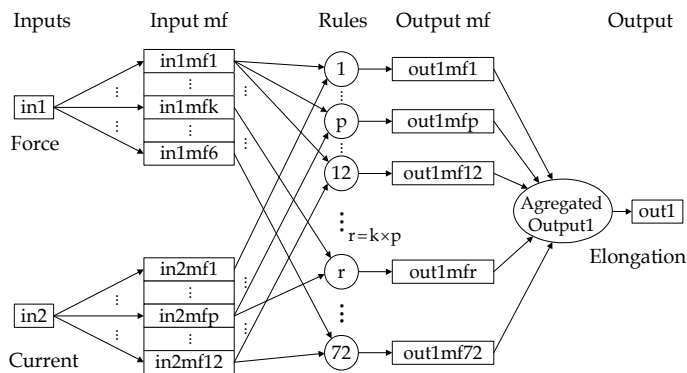 Inputs
Input mf
Rules
Output mf
Output
in1
Force
in1mf1
⋮
in1mfk
⋮
in1mf6
in2
Current
in2mf1
⋮
in2mfp
⋮
in2mf12
1
p
12
r=k×p
r
72
out1mf1
out1mfp
out1mf12
out1mfr
out1mf72
Agregated
Output1
out1
Elongation